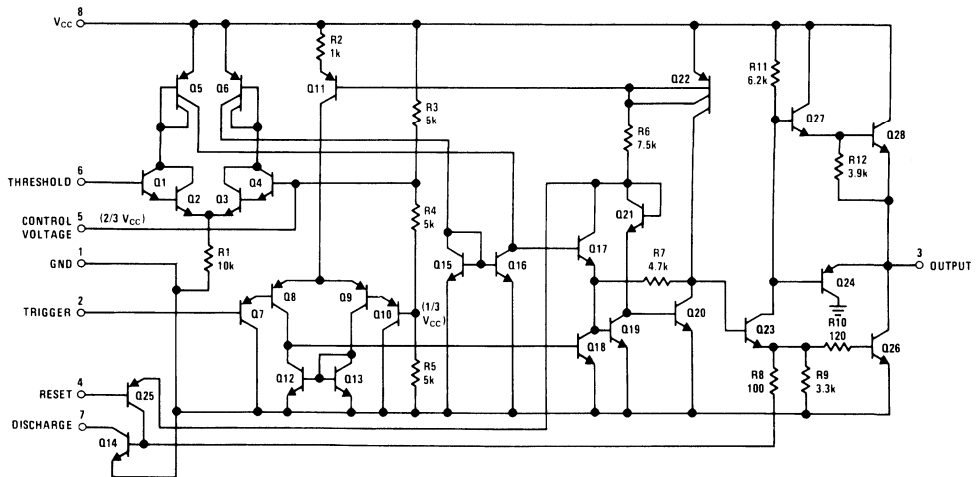 8
VCC
R2
1k
Q5
Q6
Q11
Q22
R11
6.2k
R3
5k
Q27
Q28
R6
7.5k
R12
3.9k
6
THRESHOLD
Q1
Q2
Q3
Q4
5
CONTROL
VOLTAGE
(2/3 VCC)
R4
5k
Q21
1
GND
R1
10k
Q15
Q16
Q17
R7
4.7k
3
OUTPUT
Q24
2
TRIGGER
Q8
Q9
Q7
Q10
(1/3
VCC)
Q18
Q19
Q20
Q23
R10
120
Q26
4
RESET
Q25
Q12
Q13
R5
5k
R8
100
R9
3.3k
7
DISCHARGE
Q14